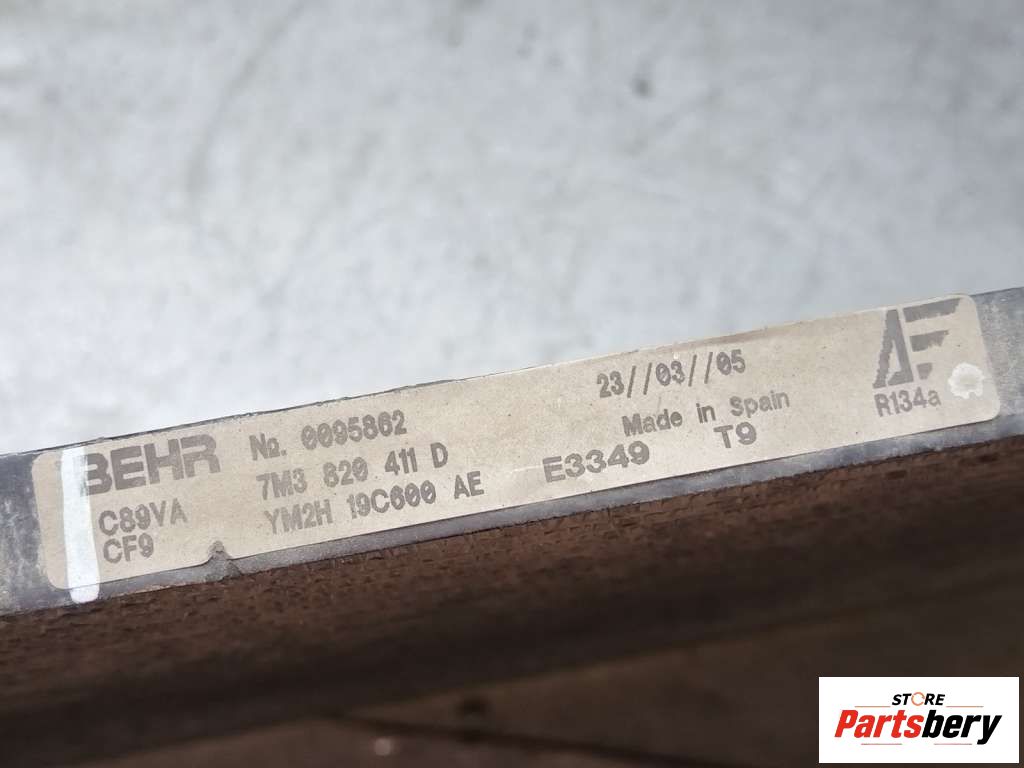 BEHR
№. 0095862
7M3 820 411 D
C89VA
YM2H 19C600 AE
CF9
23//03//05
Made in Spain
E3349 T9
AF
R134a
STORE
Partsbery